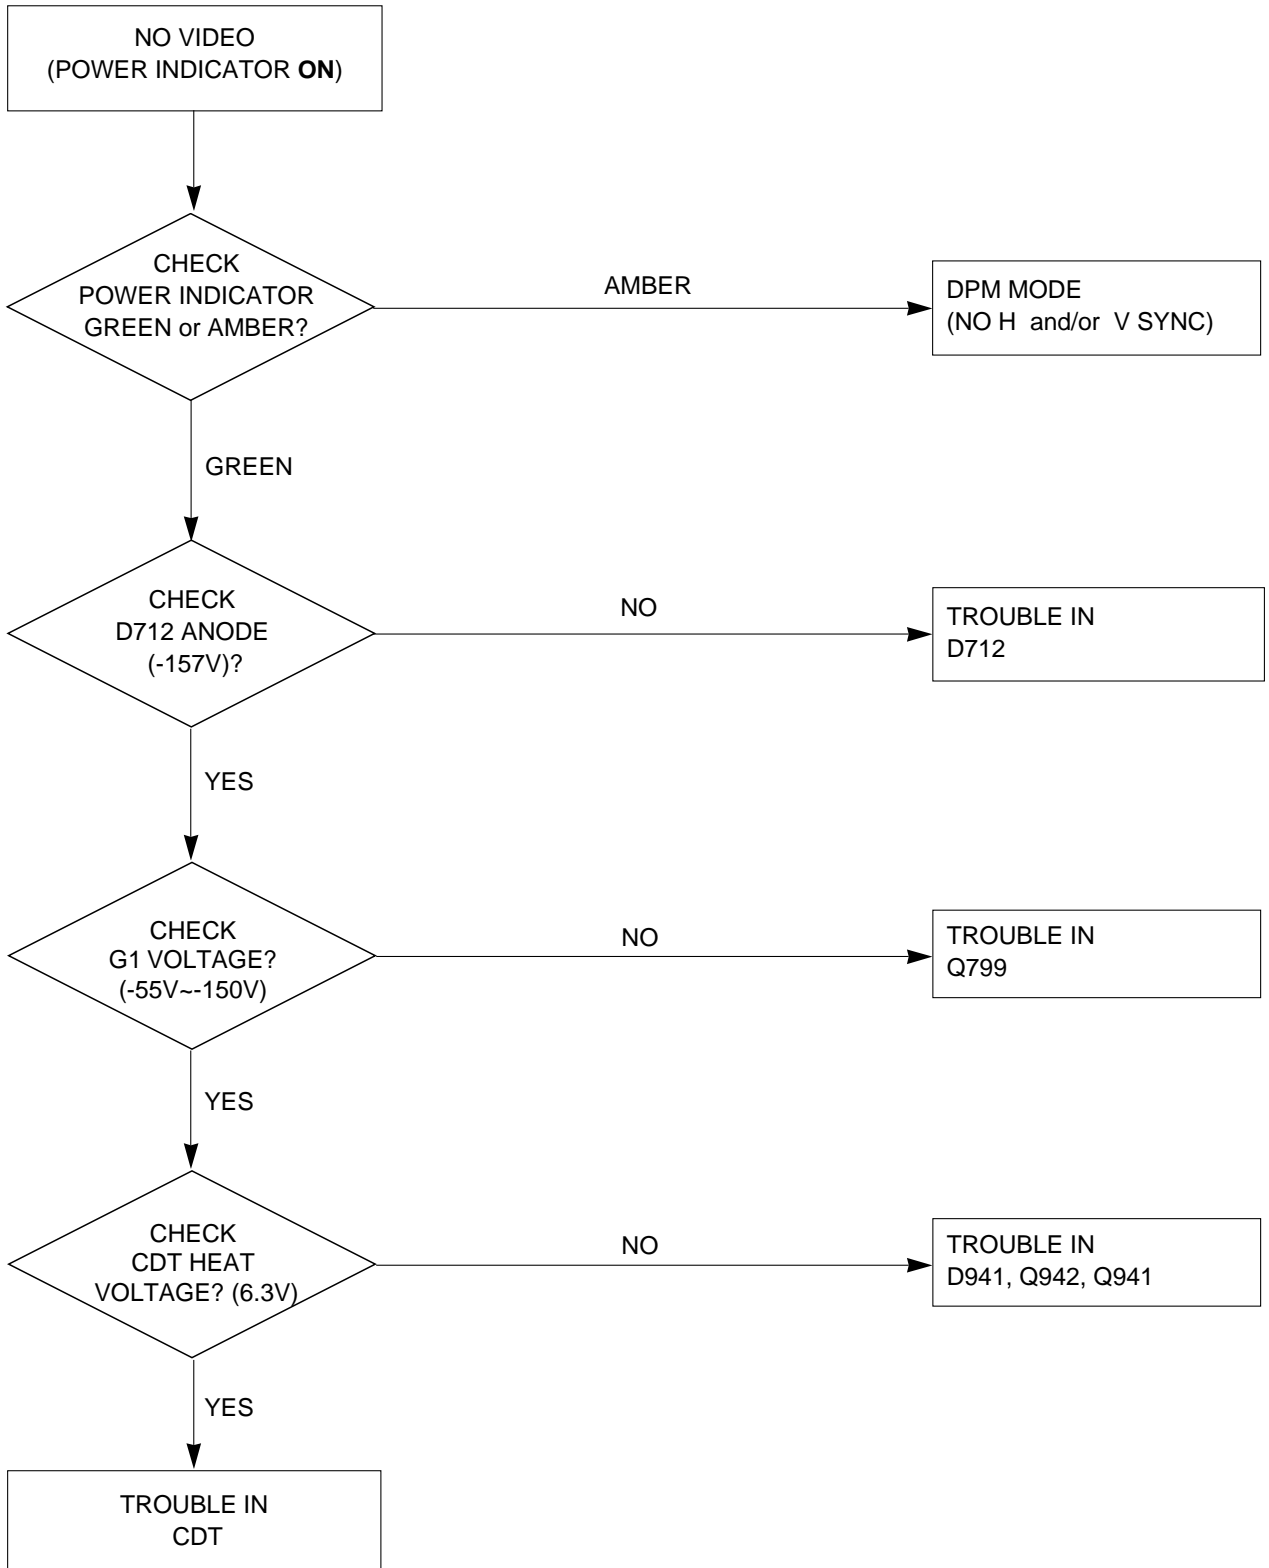 NO VIDEO
(POWER INDICATOR ON)
CHECK
POWER INDICATOR
GREEN or AMBER?
AMBER
DPM MODE
(NO H and/or V SYNC)
GREEN
CHECK
D712 ANODE
(-157V)?
NO
TROUBLE IN
D712
YES
CHECK
G1 VOLTAGE?
(-55V~-150V)
NO
TROUBLE IN
Q799
YES
CHECK
CDT HEAT
VOLTAGE? (6.3V)
NO
TROUBLE IN
D941, Q942, Q941
YES
TROUBLE IN
CDT